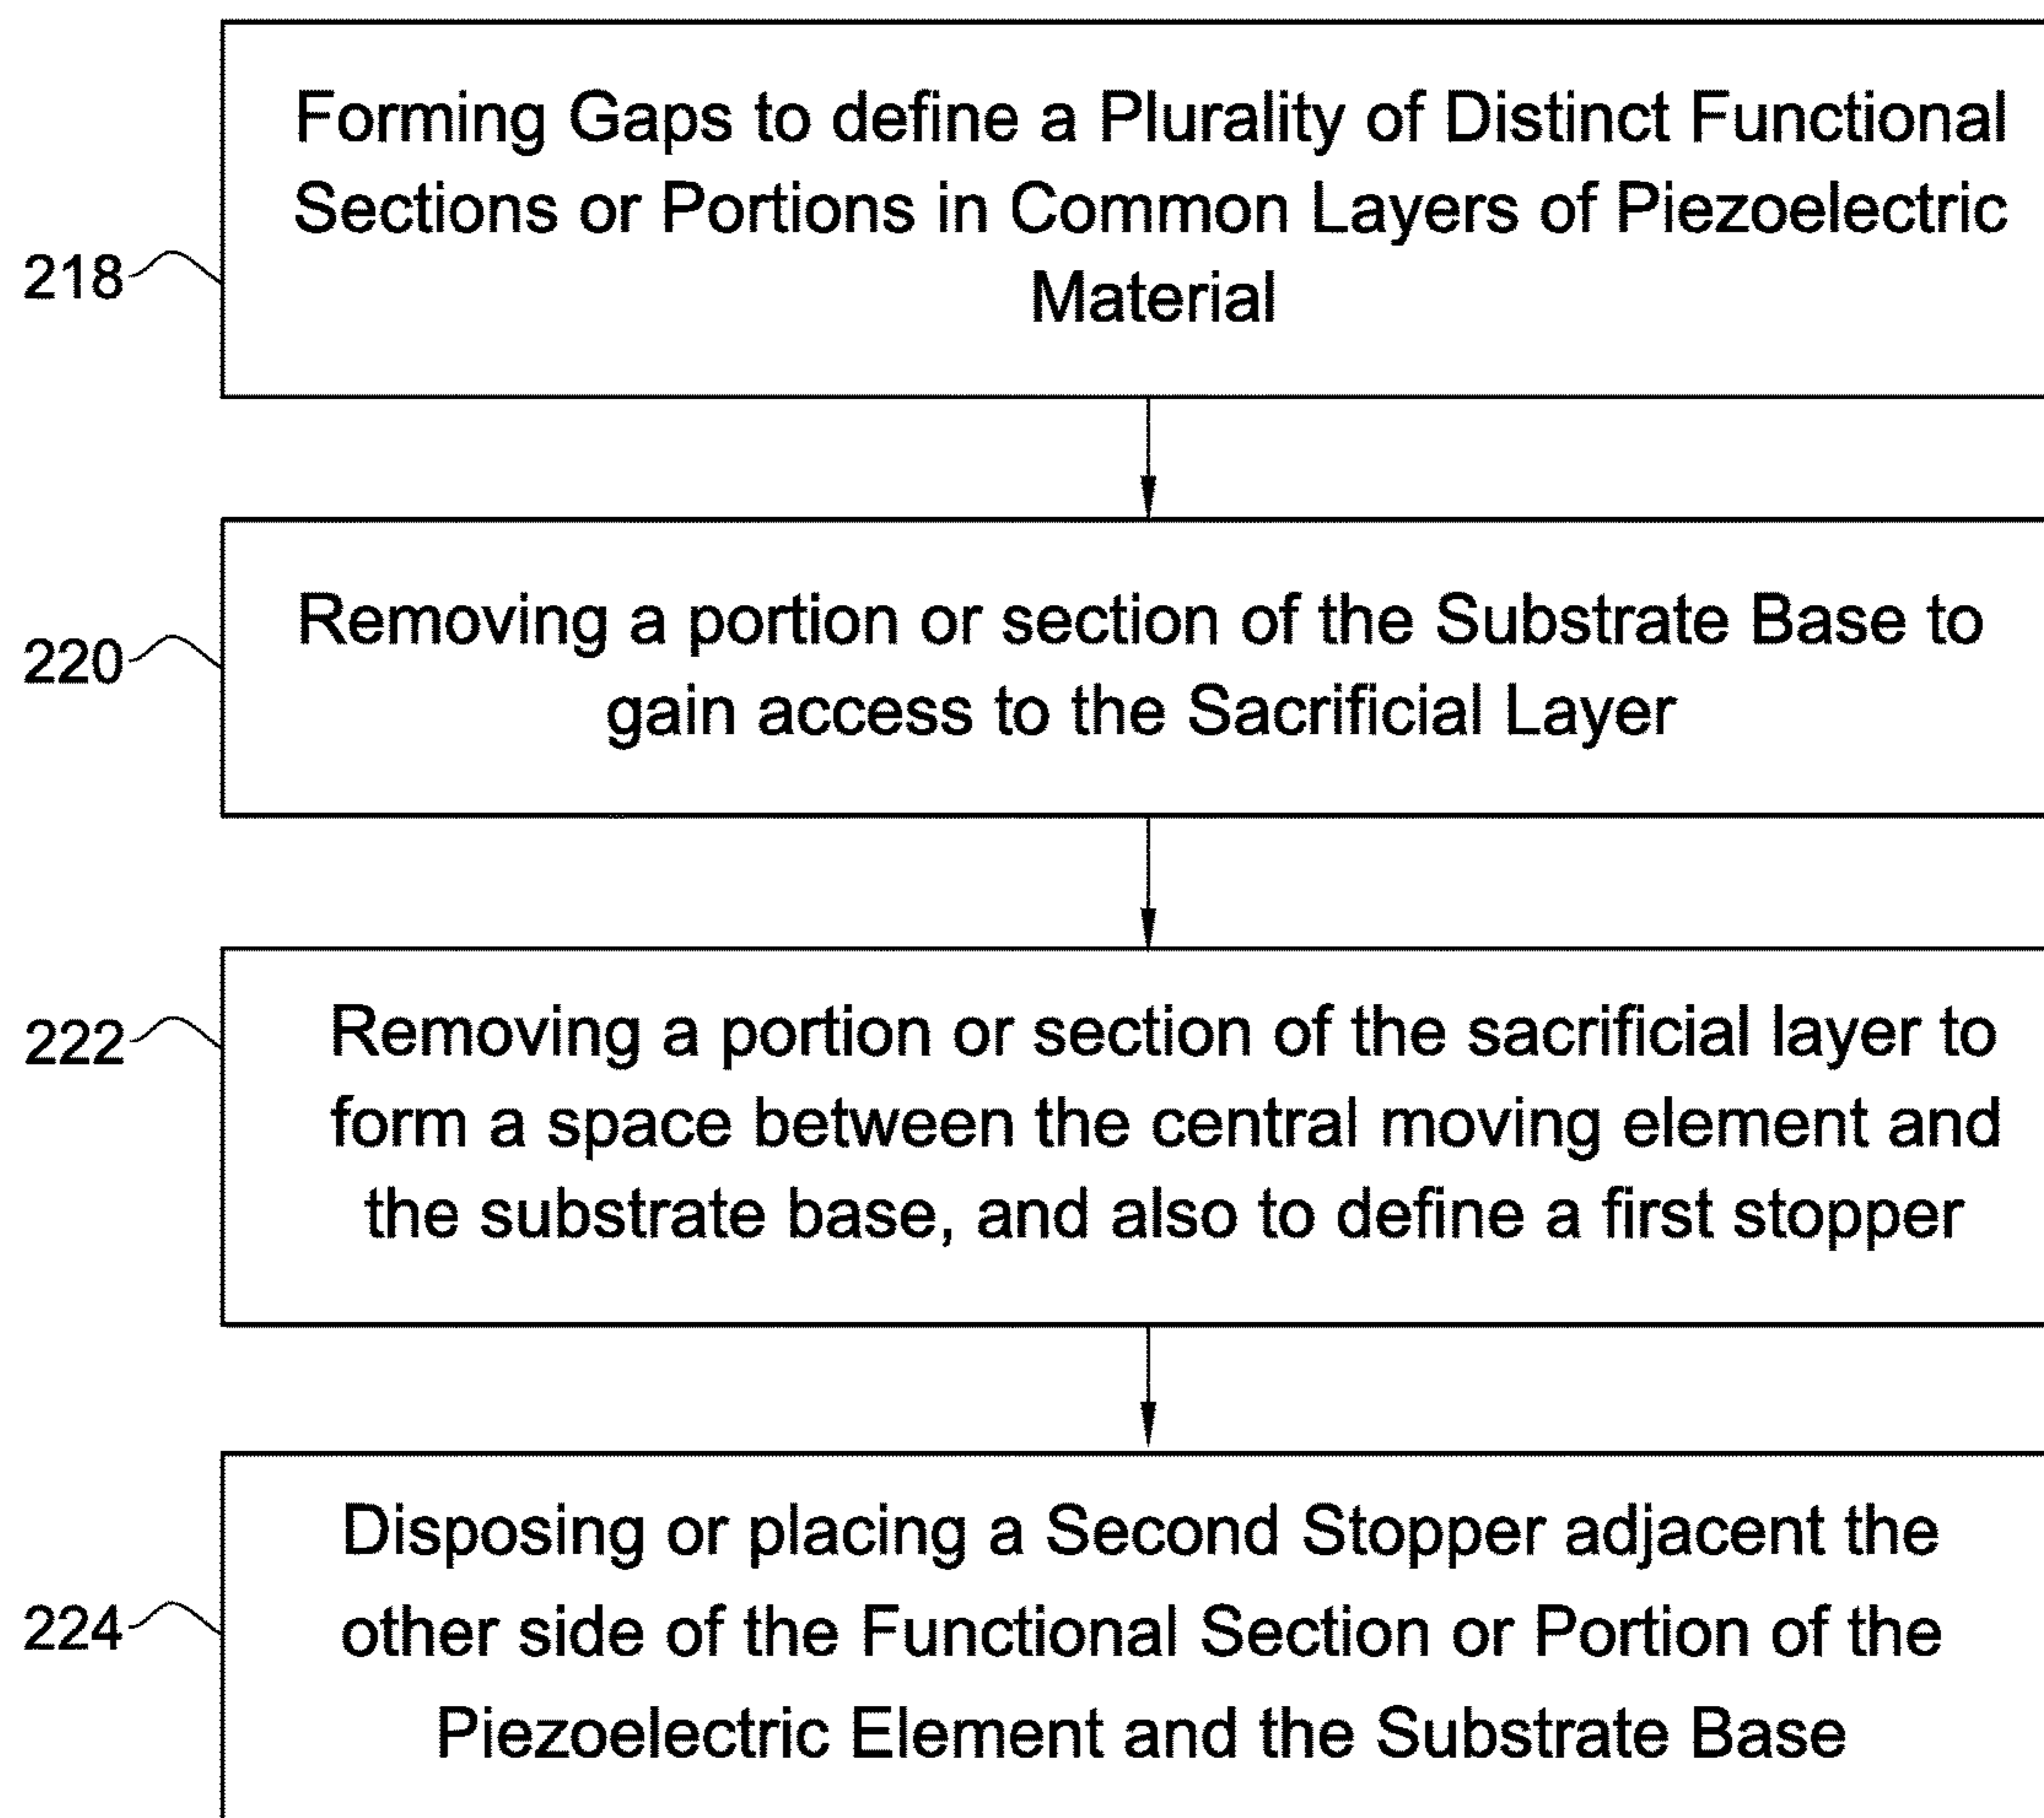 Forming Gaps to define a Plurality of Distinct Functional
Sections or Portions in Common Layers of Piezoelectric
Material
218
Removing a portion or section of the Substrate Base to
gain access to the Sacrificial Layer
220
Removing a portion or section of the sacrificial layer to
form a space between the central moving element and
the substrate base, and also to define a first stopper
222
Disposing or placing a Second Stopper adjacent the
other side of the Functional Section or Portion of the
Piezoelectric Element and the Substrate Base
224